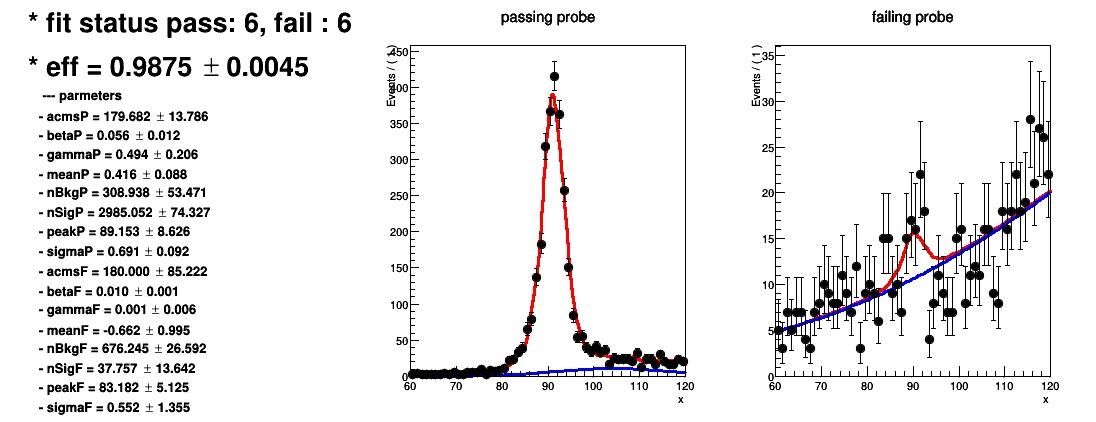 * fit status pass: 6, fail : 6
* eff = 0.9875 ± 0.0045
--- parmeters
- acmsP = 179.682 ± 13.786
- betaP = 0.056 ± 0.012
- gammaP = 0.494 ± 0.206
- meanP = 0.416 ± 0.088
- nBkgP = 308.938 ± 53.471
- nSigP = 2985.052 ± 74.327
- peakP = 89.153 ± 8.626
- sigmaP = 0.691 ± 0.092
- acmsF = 180.000 ± 85.222
- betaF = 0.010 ± 0.001
- gammaF = 0.001 ± 0.006
- meanF = -0.662 ± 0.995
- nBkgF = 676.245 ± 26.592
- nSigF = 37.757 ± 13.642
- peakF = 83.182 ± 5.125
- sigmaF = 0.552 ± 1.355
passing probe
Events / ( 1 )
450
400
350
300
250
200
150
100
50
0
60 70 80 90 100 110 120
x
failing probe
Events / ( 1 )
35
30
25
20
15
10
5
0
60 70 80 90 100 110 120
x